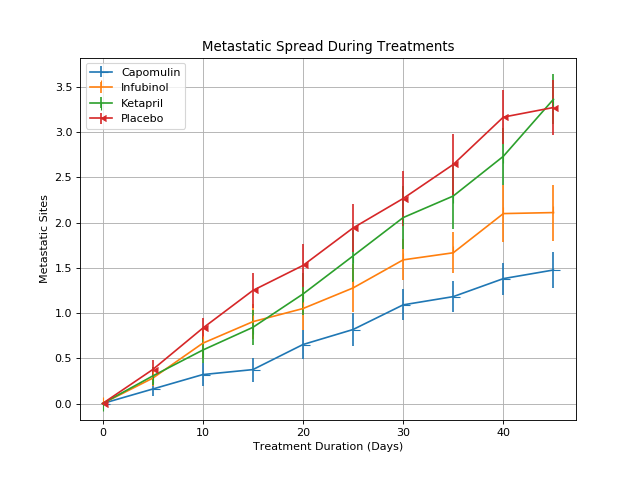 Metastatic Spread During Treatments
Capomulin
Infubinol
Ketapril
Placebo
3.5
3.0
2.5
2.0
1.5
1.0
0.5
0.0
Metastatic Sites
0 10 20 30 40
Treatment Duration (Days)